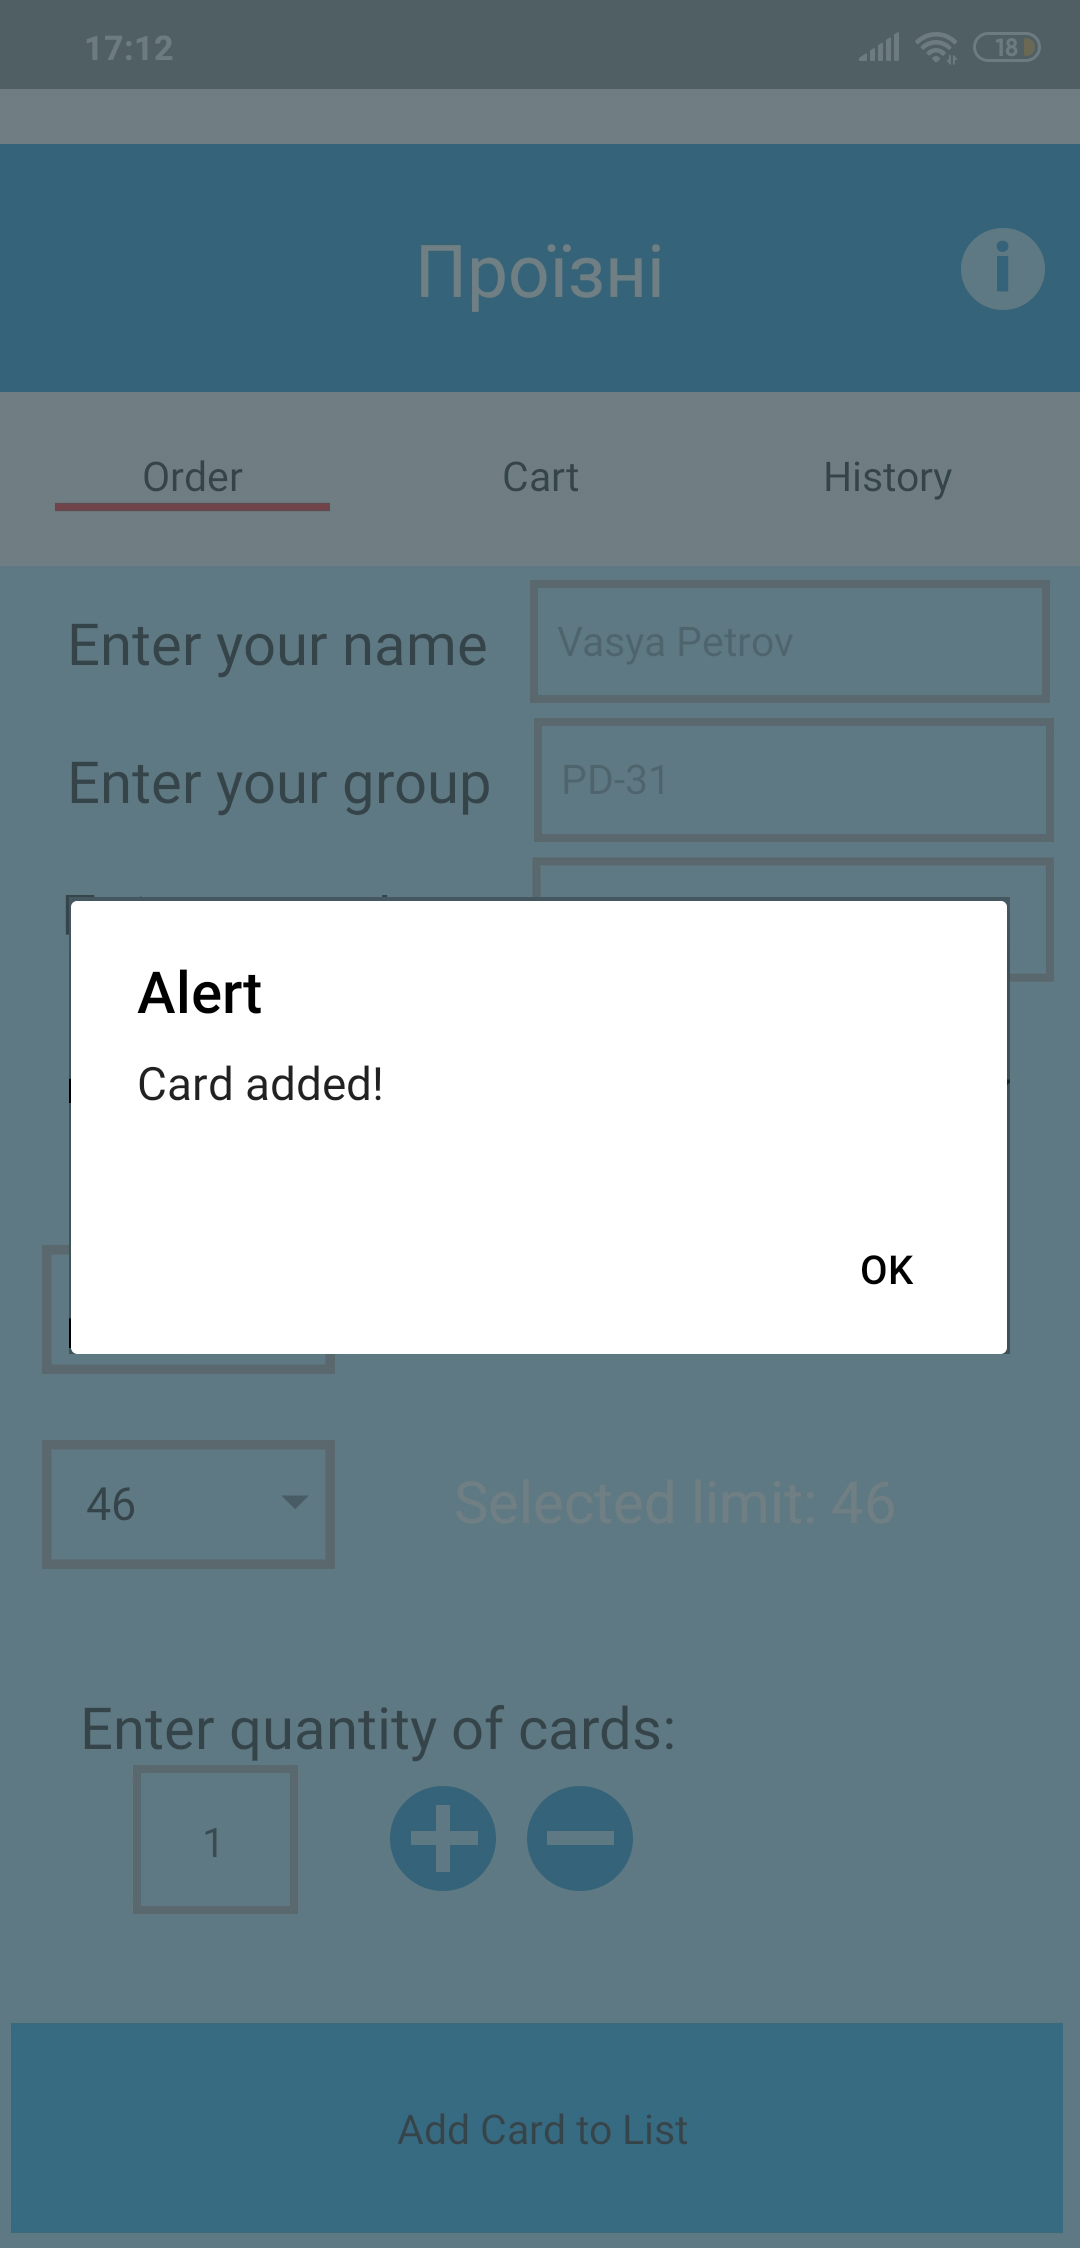 17:12
18
Проїзні
Order
Cart
History
Enter your name
Vasya Petrov
Enter your group
PD-31
Alert
Card added!
OK
46
Selected limit: 46
Enter quantity of cards:
1
Add Card to List